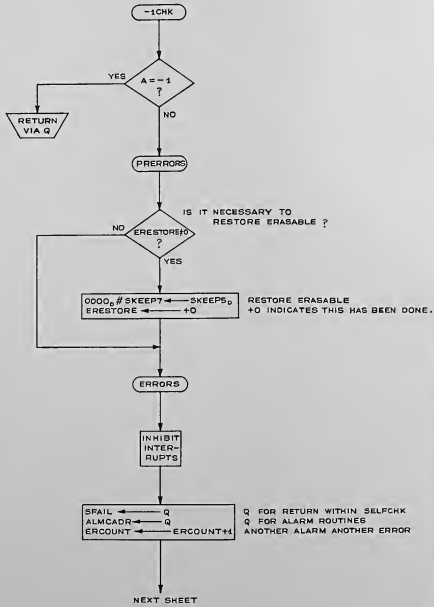 -1CHK
YES
A=-1
?
RETURN
VIA Q
NO
PRERRORS
IS IT NECESSARY TO
RESTORE ERASABLE ?
NO
ERESTORE≠0
?
YES
0000D#SKEEP7 ← SKEEP5D
RESTORE ERASABLE
ERESTORE ← +0
+0 INDICATES THIS HAS BEEN DONE.
ERRORS
INHIBIT
INTER-
RUPTS
SFAIL ← Q
Q FOR RETURN WITHIN SELFCHK
ALMCADR ← Q
Q FOR ALARM ROUTINES
ERCOUNT ← ERCOUNT+1
ANOTHER ALARM ANOTHER ERROR
NEXT SHEET